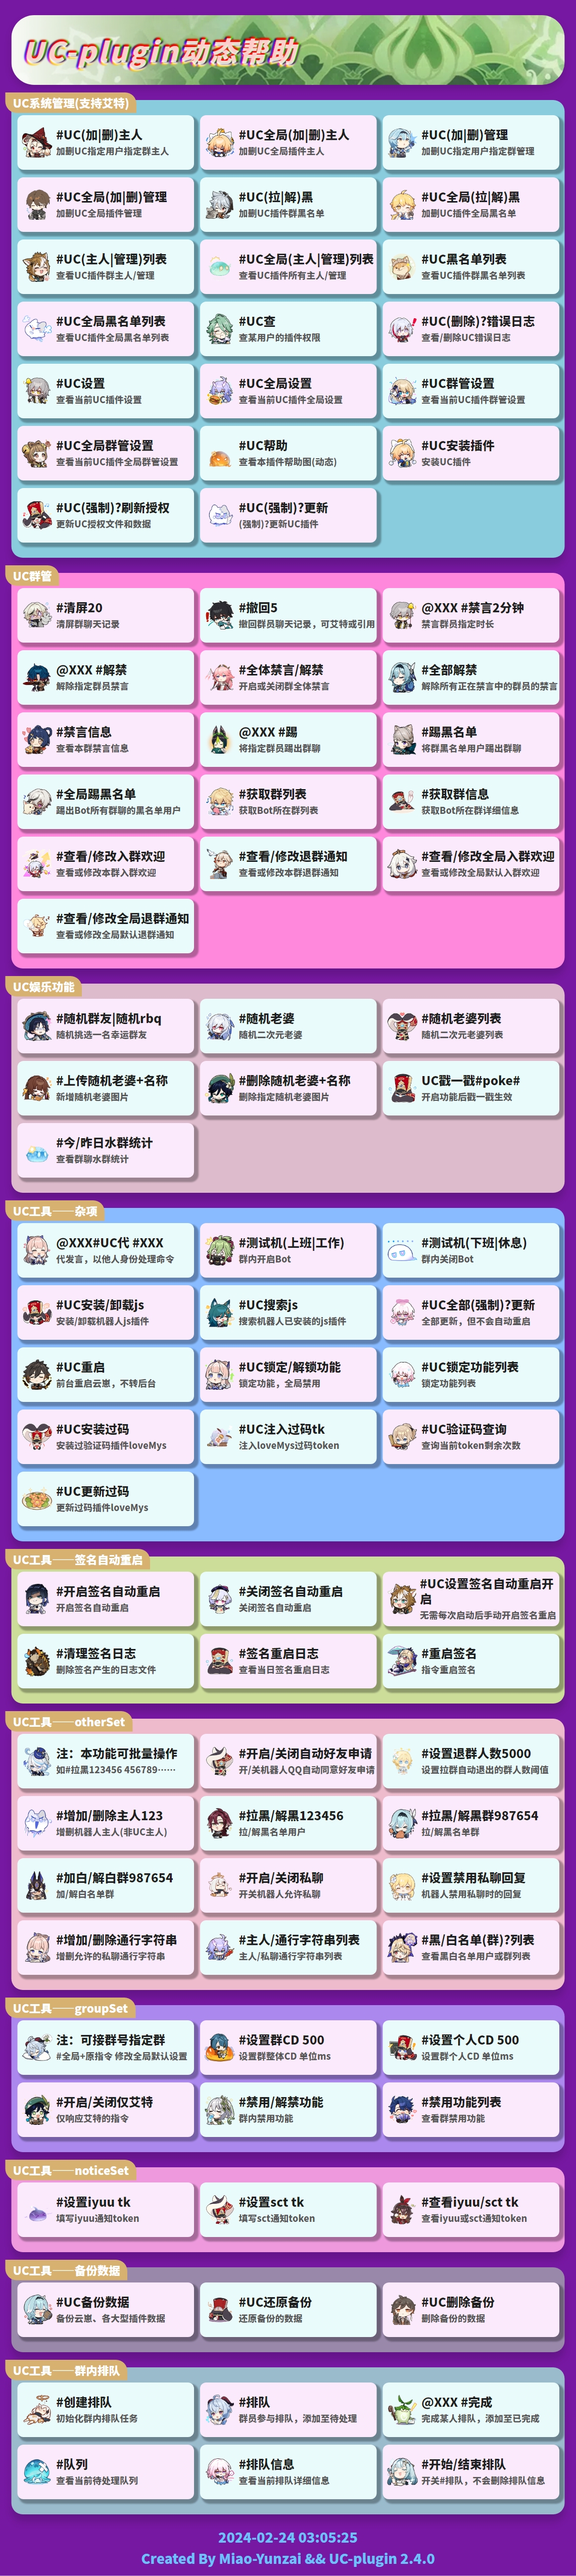 UC-plugin动态帮助
UC系统管理(支持艾特)
#UC(加|删)主人
加删UC指定用户指定群主人
#UC全局(加|删)主人
加删UC全局插件主人
#UC(加|删)管理
加删UC指定用户指定群管理
#UC全局(加|删)管理
加删UC全局插件管理
#UC(拉|解)黑
加删UC插件群黑名单
#UC全局(拉|解)黑
加删UC插件全局黑名单
#UC(主人|管理)列表
查看UC插件群主人/管理
#UC全局(主人|管理)列表
查看UC插件所有主人/管理
#UC黑名单列表
查看UC插件群黑名单列表
#UC全局黑名单列表
查看UC插件全局黑名单列表
#UC查
查某用户的插件权限
#UC(删除)?错误日志
查看/删除UC错误日志
#UC设置
查看当前UC插件设置
#UC全局设置
查看当前UC插件全局设置
#UC群管设置
查看当前UC插件群管设置
#UC全局群管设置
查看当前UC插件全局群管设置
#UC帮助
查看本插件帮助图(动态)
#UC安装插件
安装UC插件
#UC(强制)?刷新授权
更新UC授权文件和数据
#UC(强制)?更新
(强制)?更新UC插件
UC群管
#清屏20
清屏群聊天记录
#撤回5
撤回群员聊天记录，可艾特或引用
@XXX #禁言2分钟
禁言群员指定时长
@XXX #解禁
解除指定群员禁言
#全体禁言/解禁
开启或关闭群全体禁言
#全部解禁
解除所有正在禁言中的群员的禁言
#禁言信息
查看本群禁言信息
@XXX #踢
将指定群员踢出群聊
#踢黑名单
将群黑名单用户踢出群聊
#全局踢黑名单
踢出Bot所有群聊的黑名单用户
#获取群列表
获取Bot所在群列表
#获取群信息
获取Bot所在群详细信息
#查看/修改入群欢迎
查看或修改本群入群欢迎
#查看/修改退群通知
查看或修改本群退群通知
#查看/修改全局入群欢迎
查看或修改全局默认入群欢迎
#查看/修改全局退群通知
查看或修改全局默认退群通知
UC娱乐功能
#随机群友|随机rbq
随机挑选一名幸运群友
#随机老婆
随机二次元老婆
#随机老婆列表
随机二次元老婆列表
#上传随机老婆+名称
新增随机老婆图片
#删除随机老婆+名称
删除指定随机老婆图片
UC戳一戳#poke#
开启功能后戳一戳生效
#今/昨日水群统计
查看群聊水群统计
UC工具——杂项
@XXX#UC代 #XXX
代发言，以他人身份处理命令
#测试机(上班|工作)
群内开启Bot
#测试机(下班|休息)
群内关闭Bot
#UC安装/卸载js
安装/卸载机器人js插件
#UC搜索js
搜索机器人已安装的js插件
#UC全部(强制)?更新
全部更新，但不会自动重启
#UC重启
前台重启云崽，不转后台
#UC锁定/解锁功能
锁定功能，全局禁用
#UC锁定功能列表
锁定功能列表
#UC安装过码
安装过验证码插件loveMys
#UC注入过码tk
注入loveMys过码token
#UC验证码查询
查询当前token剩余次数
#UC更新过码
更新过码插件loveMys
UC工具——签名自动重启
#开启签名自动重启
开启签名自动重启
#关闭签名自动重启
关闭签名自动重启
#UC设置签名自动重启开
启
无需每次启动后手动开启签名重启
#清理签名日志
删除签名产生的日志文件
#签名重启日志
查看当日签名重启日志
#重启签名
指令重启签名
UC工具——otherSet
注：本功能可批量操作
如#拉黑123456 456789······
#开启/关闭自动好友申请
开/关机器人QQ自动同意好友申请
#设置退群人数5000
设置拉群自动退出的群人数阈值
#增加/删除主人123
增删机器人主人(非UC主人)
#拉黑/解黑123456
拉/解黑名单用户
#拉黑/解黑群987654
拉/解黑名单群
#加白/解白群987654
加/解白名单群
#开启/关闭私聊
开关机器人允许私聊
#设置禁用私聊回复
机器人禁用私聊时的回复
#增加/删除通行字符串
增删允许的私聊通行字符串
#主人/通行字符串列表
主人/私聊通行字符串列表
#黑/白名单(群)?列表
查看黑白名单用户或群列表
UC工具——groupSet
注：可接群号指定群
#全局+原指令 修改全局默认设置
#设置群CD 500
设置群整体CD 单位ms
#设置个人CD 500
设置群个人CD 单位ms
#开启/关闭仅艾特
仅响应艾特的指令
#禁用/解禁功能
群内禁用功能
#禁用功能列表
查看群禁用功能
UC工具——noticeSet
#设置iyuu tk
填写iyuu通知token
#设置sct tk
填写sct通知token
#查看iyuu/sct tk
查看iyuu或sct通知token
UC工具——备份数据
#UC备份数据
备份云崽、各大型插件数据
#UC还原备份
还原备份的数据
#UC删除备份
删除备份的数据
UC工具——群内排队
#创建排队
初始化群内排队任务
#排队
群员参与排队，添加至待处理
@XXX #完成
完成某人排队，添加至已完成
#队列
查看当前待处理队列
#排队信息
查看当前排队详细信息
#开始/结束排队
开关#排队，不会删除排队信息
2024-02-24 03:05:25
Created By Miao-Yunzai && UC-plugin 2.4.0